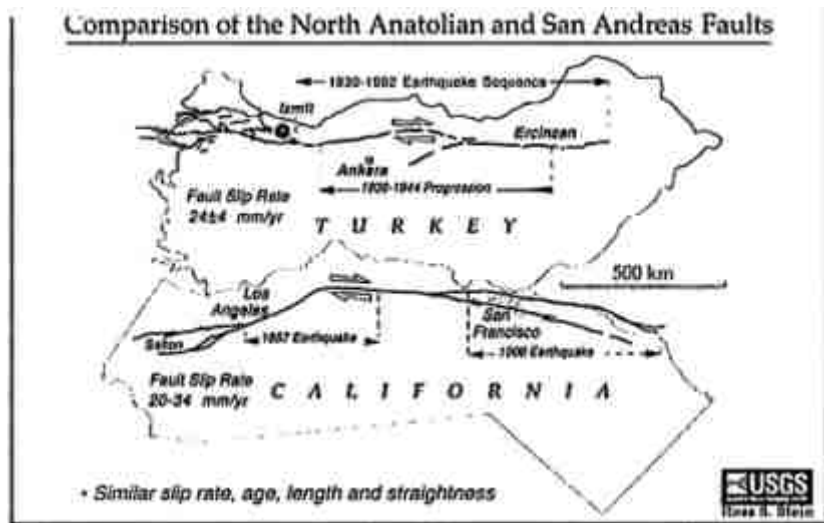 Comparison of the North Anatolian and San Andreas Faults
1930-1992 Earthquake Sequence
Izmit
Ercincan
Ankara
1939-1944 Progression
Fault Slip Rate
24±4 mm/yr
T U R K E Y
500 km
Los
Angeles
San
Francisco
Salton
1857 Earthquake
1906 Earthquake
Fault Slip Rate
20-34 mm/yr
C A L I F O R N I A
• Similar slip rate, age, length and straightness
USGS
Ross S. Stein